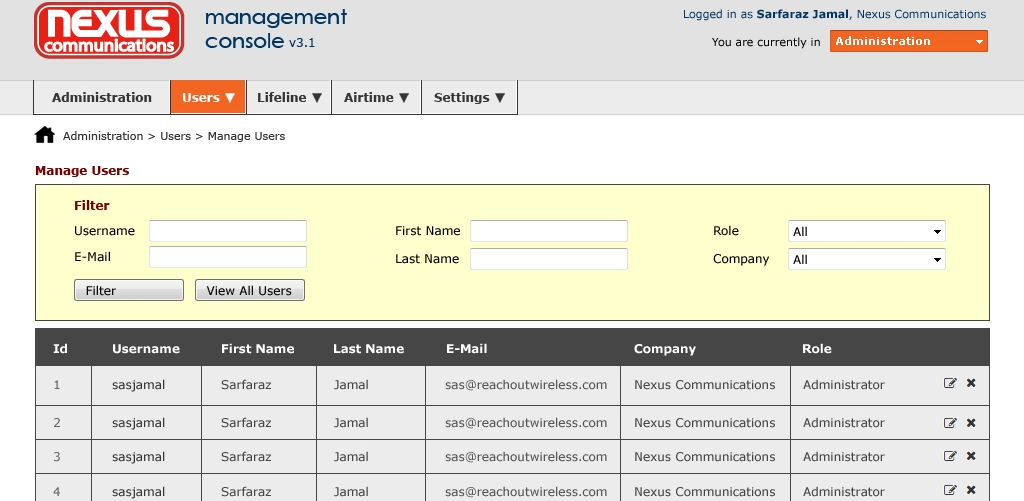 nexus
communications
management
console v3.1
Logged in as Sarfaraz Jamal, Nexus Communications
You are currently in Administration
Administration Users ▼ Lifeline ▼ Airtime ▼ Settings ▼
Administration > Users > Manage Users
Manage Users
Filter
Username First Name Role All
E-Mail Last Name Company All
Filter View All Users
Id Username First Name Last Name E-Mail Company Role
1 sasjamal Sarfaraz Jamal sas@reachoutwireless.com Nexus Communications Administrator
2 sasjamal Sarfaraz Jamal sas@reachoutwireless.com Nexus Communications Administrator
3 sasjamal Sarfaraz Jamal sas@reachoutwireless.com Nexus Communications Administrator
4 sasjamal Sarfaraz Jamal sas@reachoutwireless.com Nexus Communications Administrator